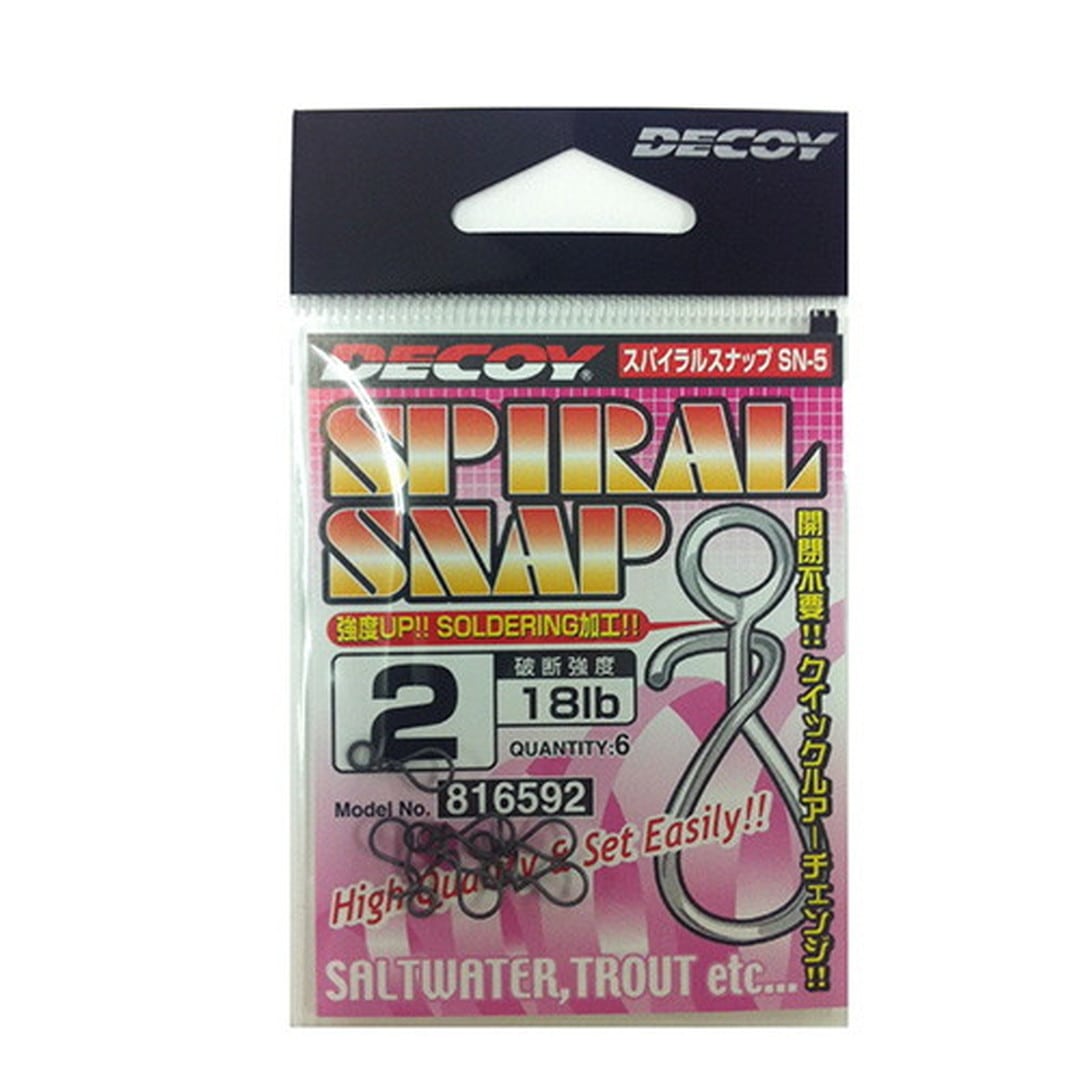 DECOY
DECOY®
スパイラルスナップ SN-5
SPIRAL
SNAP
強度UP!! SOLDERING加工!!
開閉不要!! クイックルアーチェンジ!!
2
破断強度
18lb
QUANTITY:6
Model No. 816592
High Quality & Set Easily!!
SALTWATER,TROUT etc...